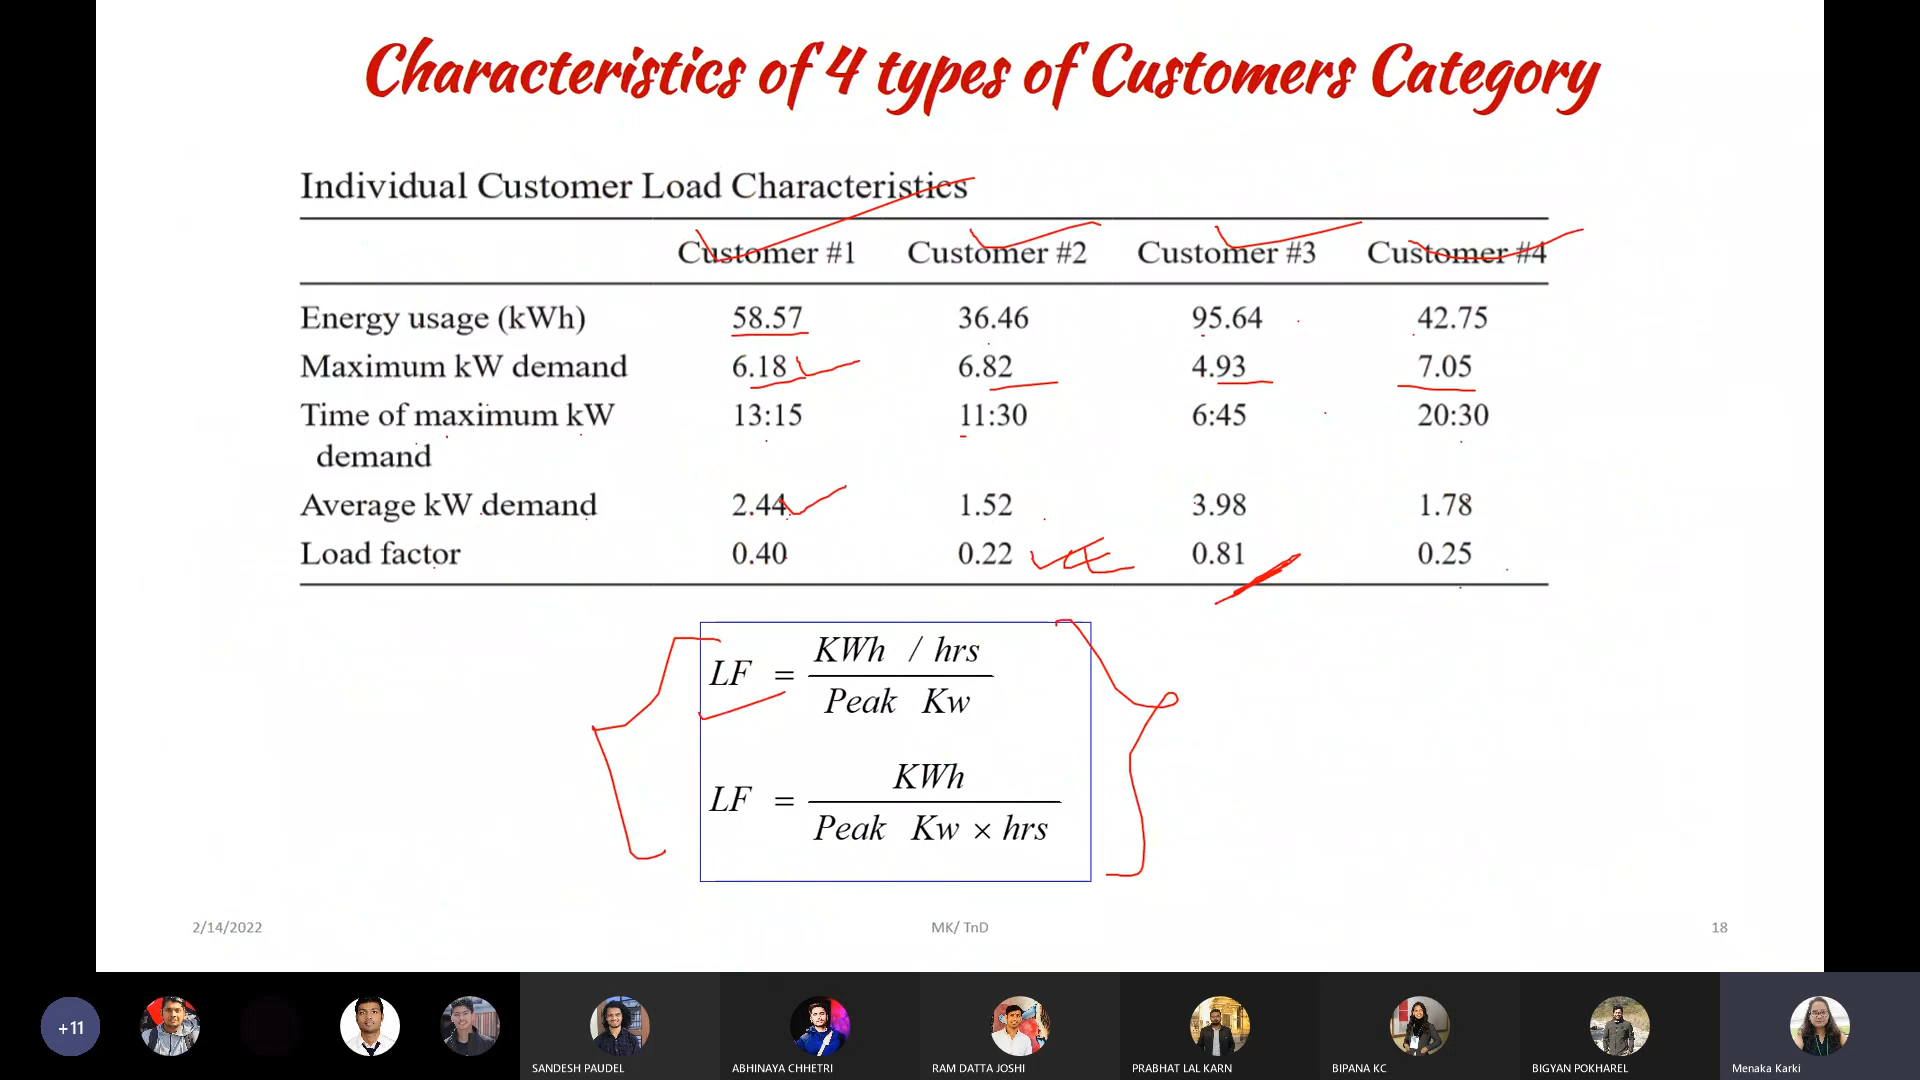 Characteristics of 4 types of Customers Category
Individual Customer Load Characteristics
Customer #1 Customer #2 Customer #3 Customer #4
Energy usage (kWh) 58.57 36.46 95.64 42.75
Maximum kW demand 6.18 6.82 4.93 7.05
Time of maximum kW demand 13:15 11:30 6:45 20:30
Average kW demand 2.44 1.52 3.98 1.78
Load factor 0.40 0.22 0.81 0.25
LF = KWh / hrs
Peak Kw
LF = KWh
Peak Kw × hrs
2/14/2022 MK/ TnD 18
+11
SANDESH PAUDEL ABHINAYA CHHETRI RAM DATTA JOSHI PRABHAT LAL KARN BIPANA KC BIGYAN POKHAREL Menaka Karki